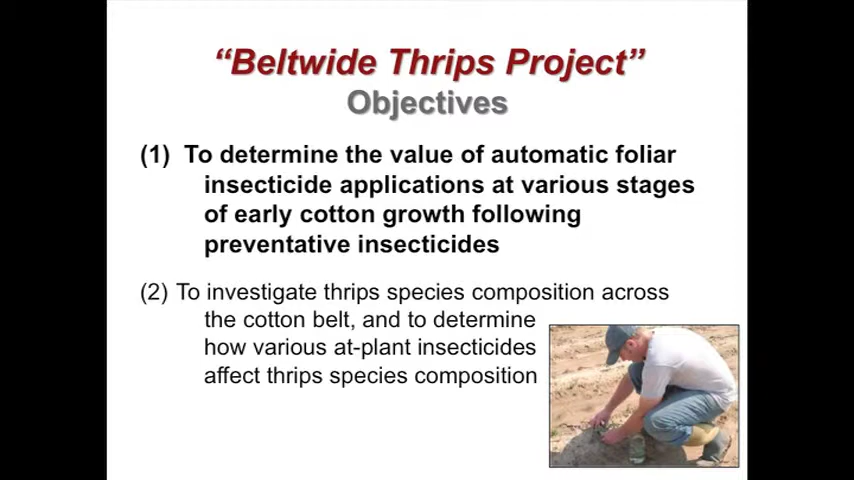 “Beltwide Thrips Project”
Objectives
(1) To determine the value of automatic foliar
insecticide applications at various stages
of early cotton growth following
preventative insecticides
(2) To investigate thrips species composition across
the cotton belt, and to determine
how various at-plant insecticides
affect thrips species composition